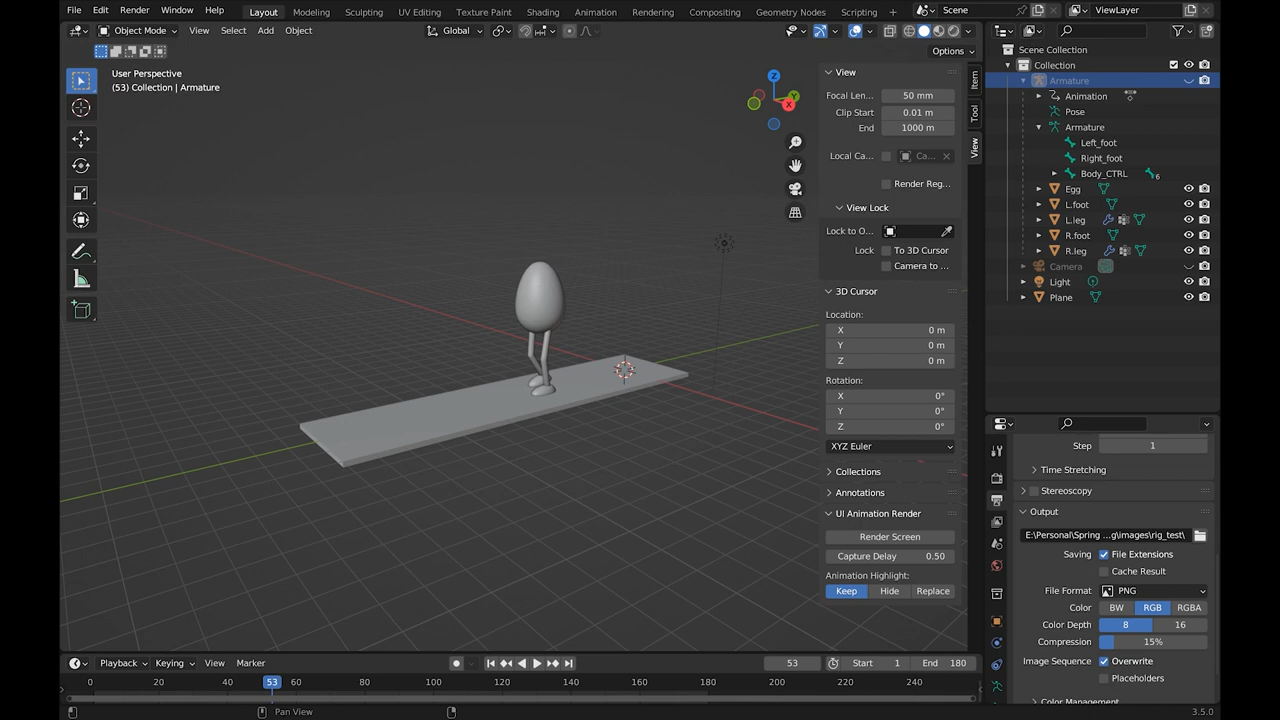 File Edit Render Window Help Layout Modeling Sculpting UV Editing Texture Paint Shading Animation Rendering Compositing Geometry Nodes Scripting + Scene ViewLayer
Object Mode View Select Add Object Global
Options
User Perspective
(53) Collection | Armature
Z
Y
X
View
Focal Len... 50 mm
Clip Start 0.01 m
End 1000 m
Local Ca... Ca...
Render Reg...
View Lock
Lock to O...
Lock To 3D Cursor
Camera to ...
3D Cursor
Location:
X 0 m
Y 0 m
Z 0 m
Rotation:
X 0°
Y 0°
Z 0°
XYZ Euler
Collections
Annotations
UI Animation Render
Render Screen
Capture Delay 0.50
Animation Highlight:
Keep Hide Replace
Item
Tool
View
Scene Collection
Collection
Armature
Animation
Pose
Armature
Left_foot
Right_foot
Body_CTRL 6
Egg
L.foot
L.leg
R.foot
R.leg
Camera
Light
Plane
Step 1
Time Stretching
Stereoscopy
Output
E:\Personal\Spring ...g\images\rig_test\
Saving File Extensions
Cache Result
File Format PNG
Color BW RGB RGBA
Color Depth 8 16
Compression 15%
Image Sequence Overwrite
Placeholders
Color Management
Playback Keying View Marker 53 Start 1 End 180
0 20 40 53 60 80 100 120 140 160 180 200 220 240
Pan View 3.5.0